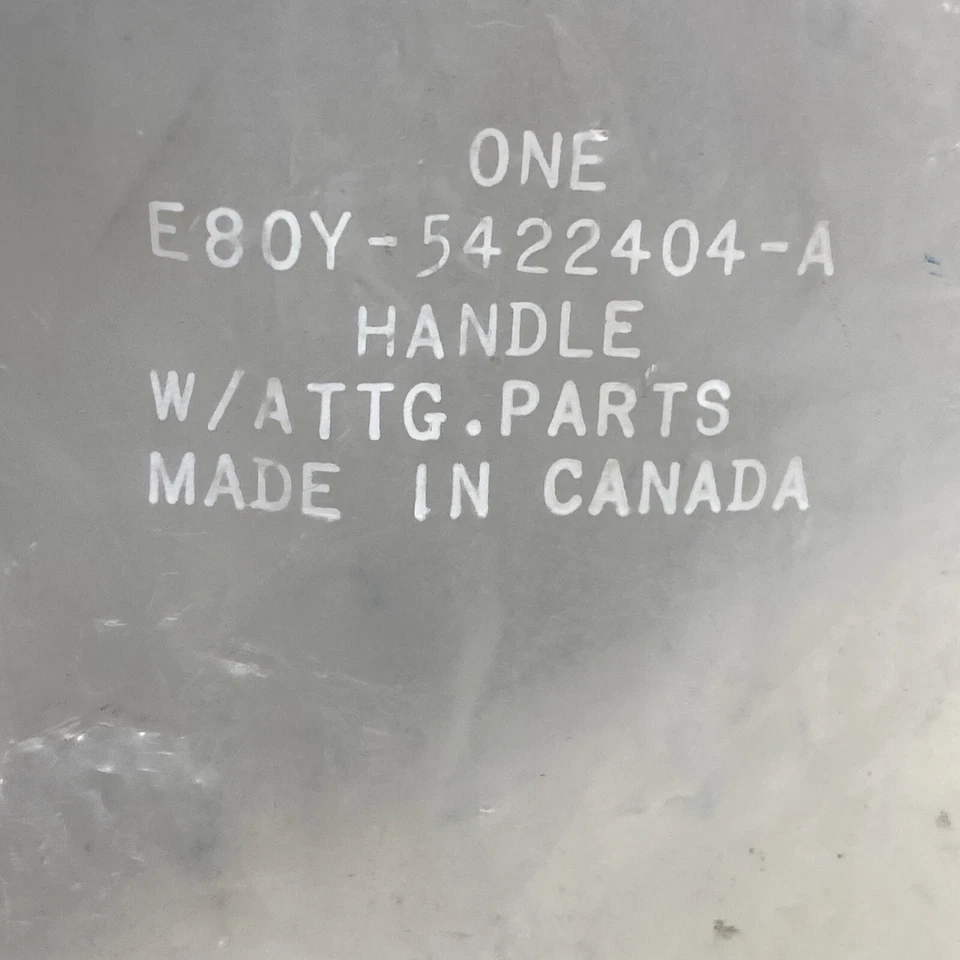 ONE
E80Y-5422404-A
HANDLE
W/ATTG.PARTS
MADE IN CANADA